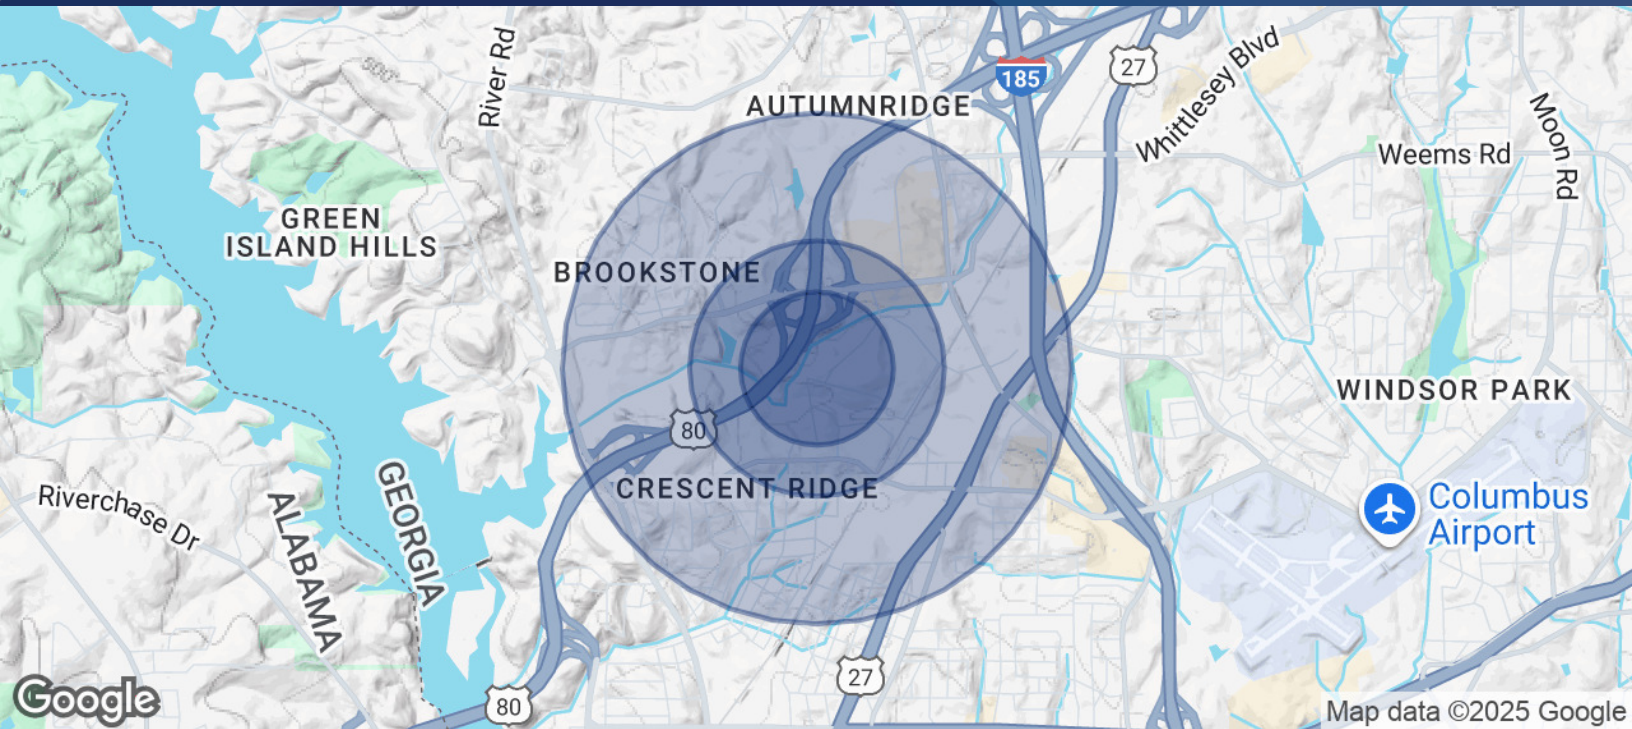 River Rd
500
AUTUMNRIDGE
185
27
Whittlesey Blvd
Moon Rd
Weems Rd
GREEN
ISLAND HILLS
BROOKSTONE
WINDSOR PARK
80
CRESCENT RIDGE
Riverchase Dr
ALABAMA
GEORGIA
Columbus
Airport
27
80
Google
Map data ©2025 Google